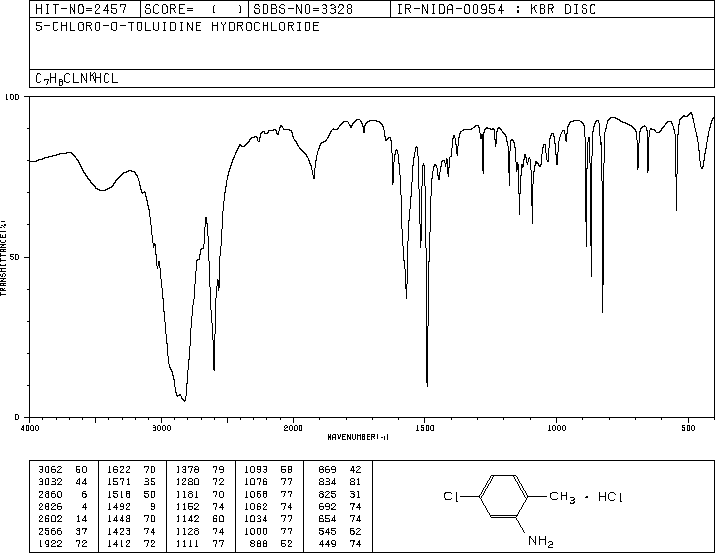 HIT-NO=2457 SCORE= ( ) SDBS-NO=3328 IR-NIDA-00954 : KBR DISC
5-CHLORO-O-TOLUIDINE HYDROCHLORIDE
C7H8CLN·HCL
100
50
0
TRANSMITTANCE(%)
4000 3000 2000 1500 1000 500
WAVENUMBER(-1)
3062 50 1622 70 1378 79 1093 58 869 42
3032 44 1571 35 1280 72 1076 77 834 81
2860 6 1518 50 1181 70 1068 77 825 31
2826 4 1492 9 1152 74 1062 74 692 74
2602 14 1448 70 1142 60 1034 77 654 74
2566 37 1423 74 1128 74 1000 77 545 62
1922 72 1412 72 1111 77 888 52 449 74
Cl CH3 · HCl
NH2